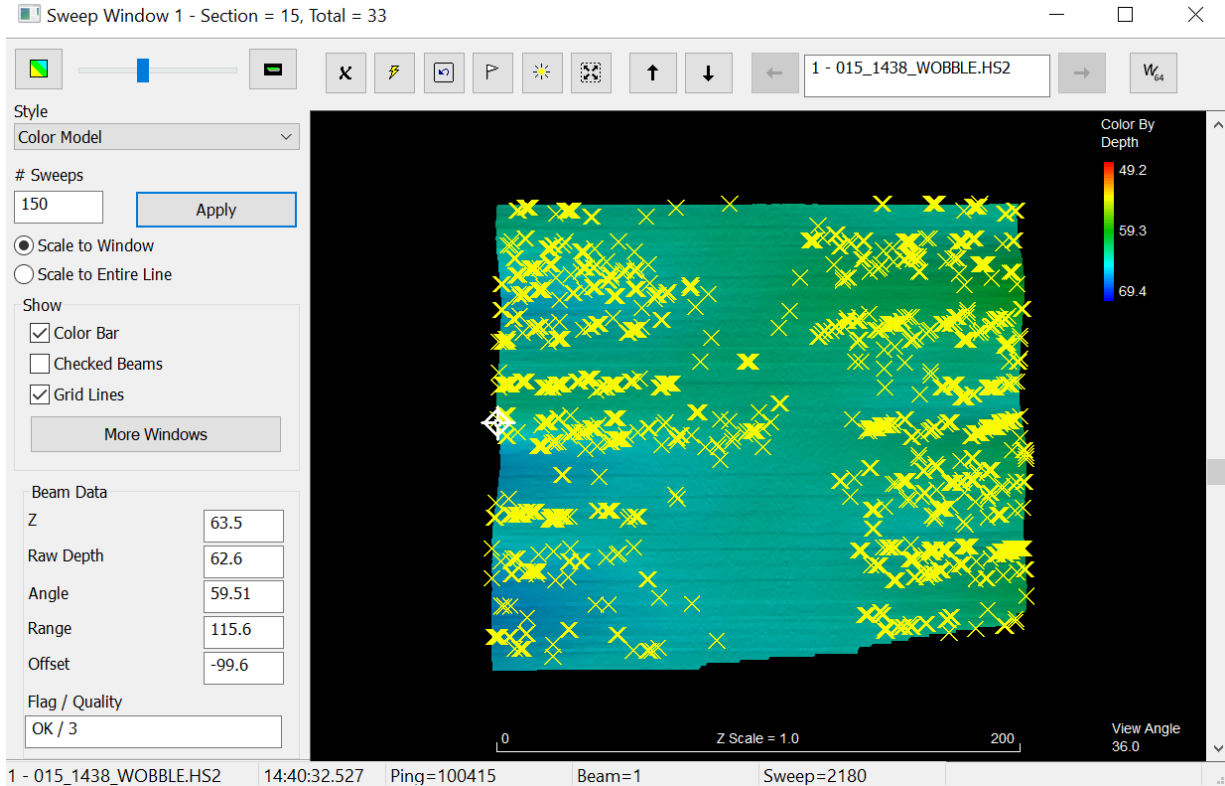 Sweep Window 1 - Section = 15, Total = 33
1 - 015_1438_WOBBLE.HS2
W64
Style
Color Model
# Sweeps
150
Apply
Scale to Window
Scale to Entire Line
Show
Color Bar
Checked Beams
Grid Lines
More Windows
Beam Data
Z
63.5
Raw Depth
62.6
Angle
59.51
Range
115.6
Offset
-99.6
Flag / Quality
OK / 3
Color By
Depth
49.2
59.3
69.4
0
Z Scale = 1.0
200
View Angle
36.0
1 - 015_1438_WOBBLE.HS2
14:40:32.527
Ping=100415
Beam=1
Sweep=2180